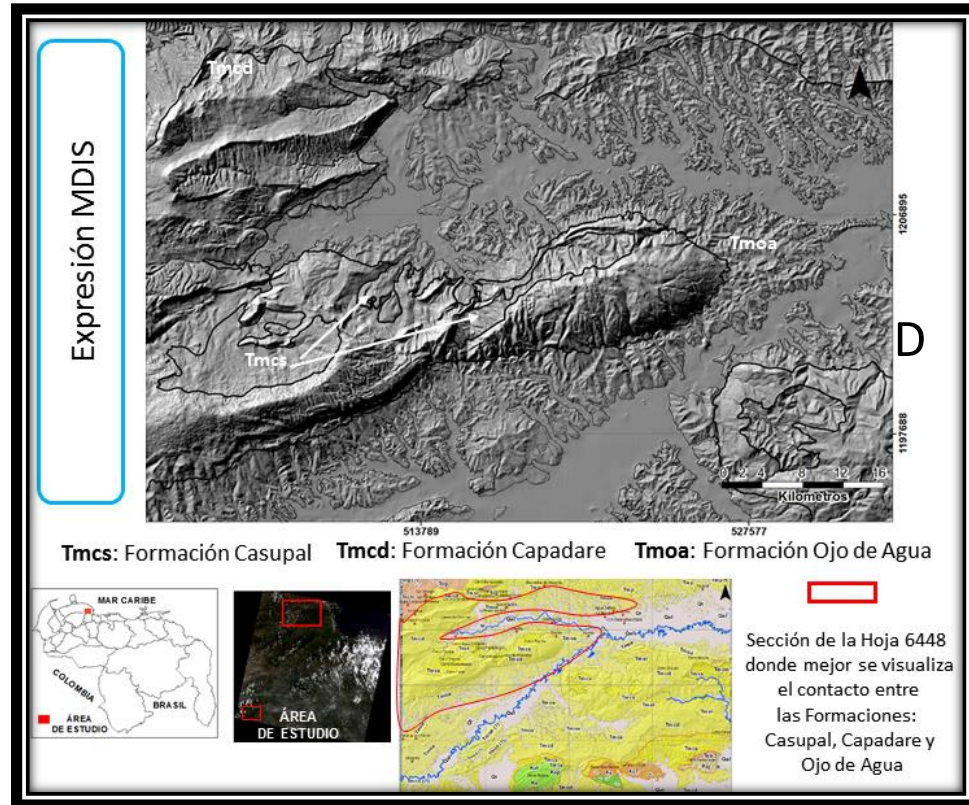 Expresión MDIS
Tmcd
Tmoa
Tmcs
1206895
D
1197688
0 2 4 8 12 16
Kilometros
513789 527577
Tmcs: Formación Casupal Tmcd: Formación Capadare Tmoa: Formación Ojo de Agua
MAR CARIBE
COLOMBIA
BRASIL
ÁREA
DE ESTUDIO
ÁREA
DE ESTUDIO
Sección de la Hoja 6448
donde mejor se visualiza
el contacto entre
las Formaciones:
Casupal, Capadare y
Ojo de Agua